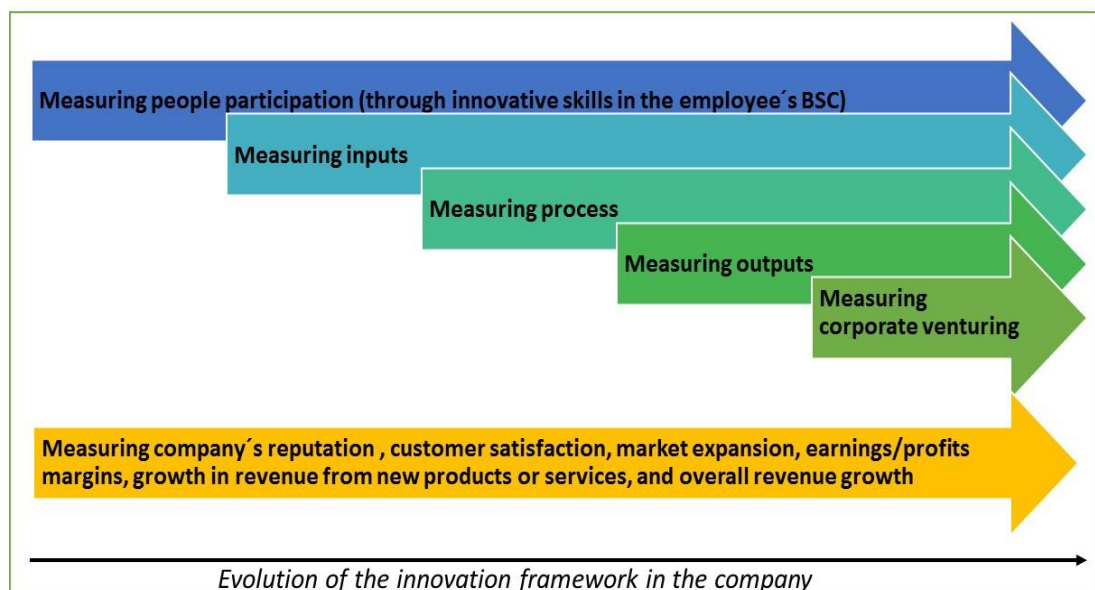 Measuring people participation (through innovative skills in the employee´s BSC)
Measuring inputs
Measuring process
Measuring outputs
Measuring
corporate venturing
Measuring company´s reputation , customer satisfaction, market expansion, earnings/profits
margins, growth in revenue from new products or services, and overall revenue growth
Evolution of the innovation framework in the company